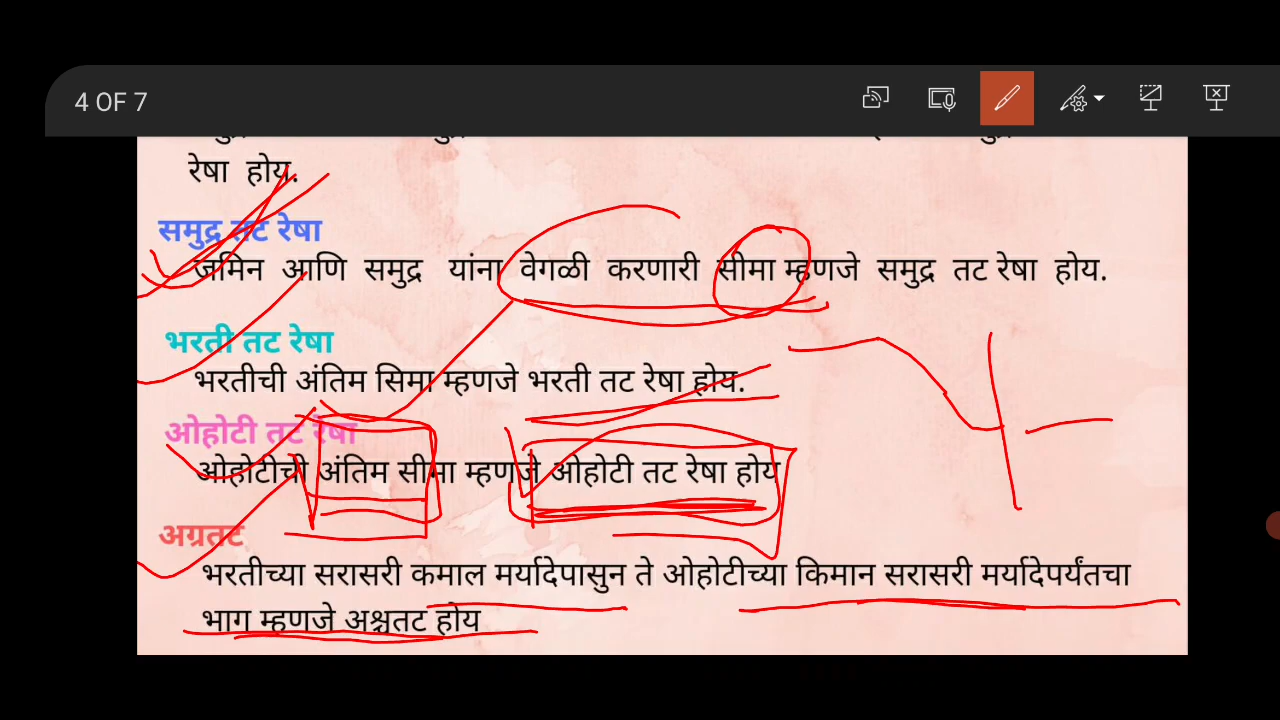 4 OF 7
रेषा होय.
समुद्र तट रेषा
जमिन आणि समुद्र यांना वेगळी करणारी सीमा म्हणजे समुद्र तट रेषा होय.
भरती तट रेषा
भरतीची अंतिम सिमा म्हणजे भरती तट रेषा होय.
ओहोटी तट रेषा
ओहोटीची अंतिम सीमा म्हणजे ओहोटी तट रेषा होय
अग्रतट
भरतीच्या सरासरी कमाल मर्यादेपासुन ते ओहोटीच्या किमान सरासरी मर्यादेपर्यंतचा
भाग म्हणजे अश्चतट होय